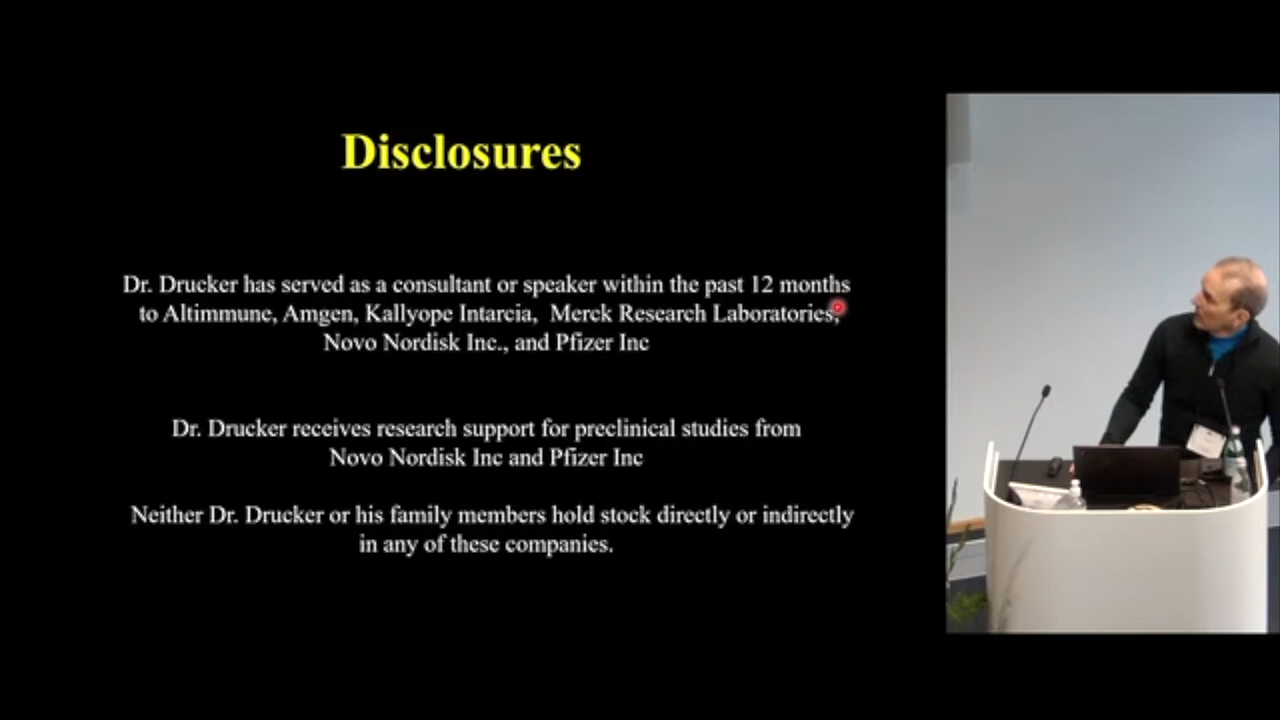 Disclosures
Dr. Drucker has served as a consultant or speaker within the past 12 months
to Altimmune, Amgen, Kallyope Intarcia,  Merck Research Laboratories,
Novo Nordisk Inc., and Pfizer Inc
Dr. Drucker receives research support for preclinical studies from
Novo Nordisk Inc and Pfizer Inc
Neither Dr. Drucker or his family members hold stock directly or indirectly
in any of these companies.